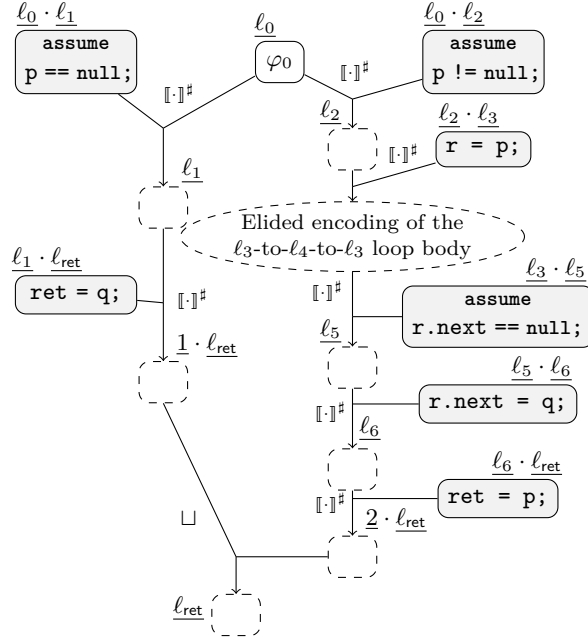 ℓ₀ · ℓ₁
assume
p == null;
ℓ₀
φ₀
ℓ₀ · ℓ₂
assume
p != null;
⟦·⟧♯
⟦·⟧♯
ℓ₂
ℓ₂ · ℓ₃
r = p;
⟦·⟧♯
ℓ₁
Elided encoding of the
ℓ₃-to-ℓ₄-to-ℓ₃ loop body
ℓ₁ · ℓret
ret = q;
⟦·⟧♯
⟦·⟧♯
ℓ₃ · ℓ₅
assume
r.next == null;
ℓ₅
1 · ℓret
ℓ₅ · ℓ₆
r.next = q;
⟦·⟧♯
ℓ₆
ℓ₆ · ℓret
ret = p;
⟦·⟧♯
2 · ℓret
⊔
ℓret